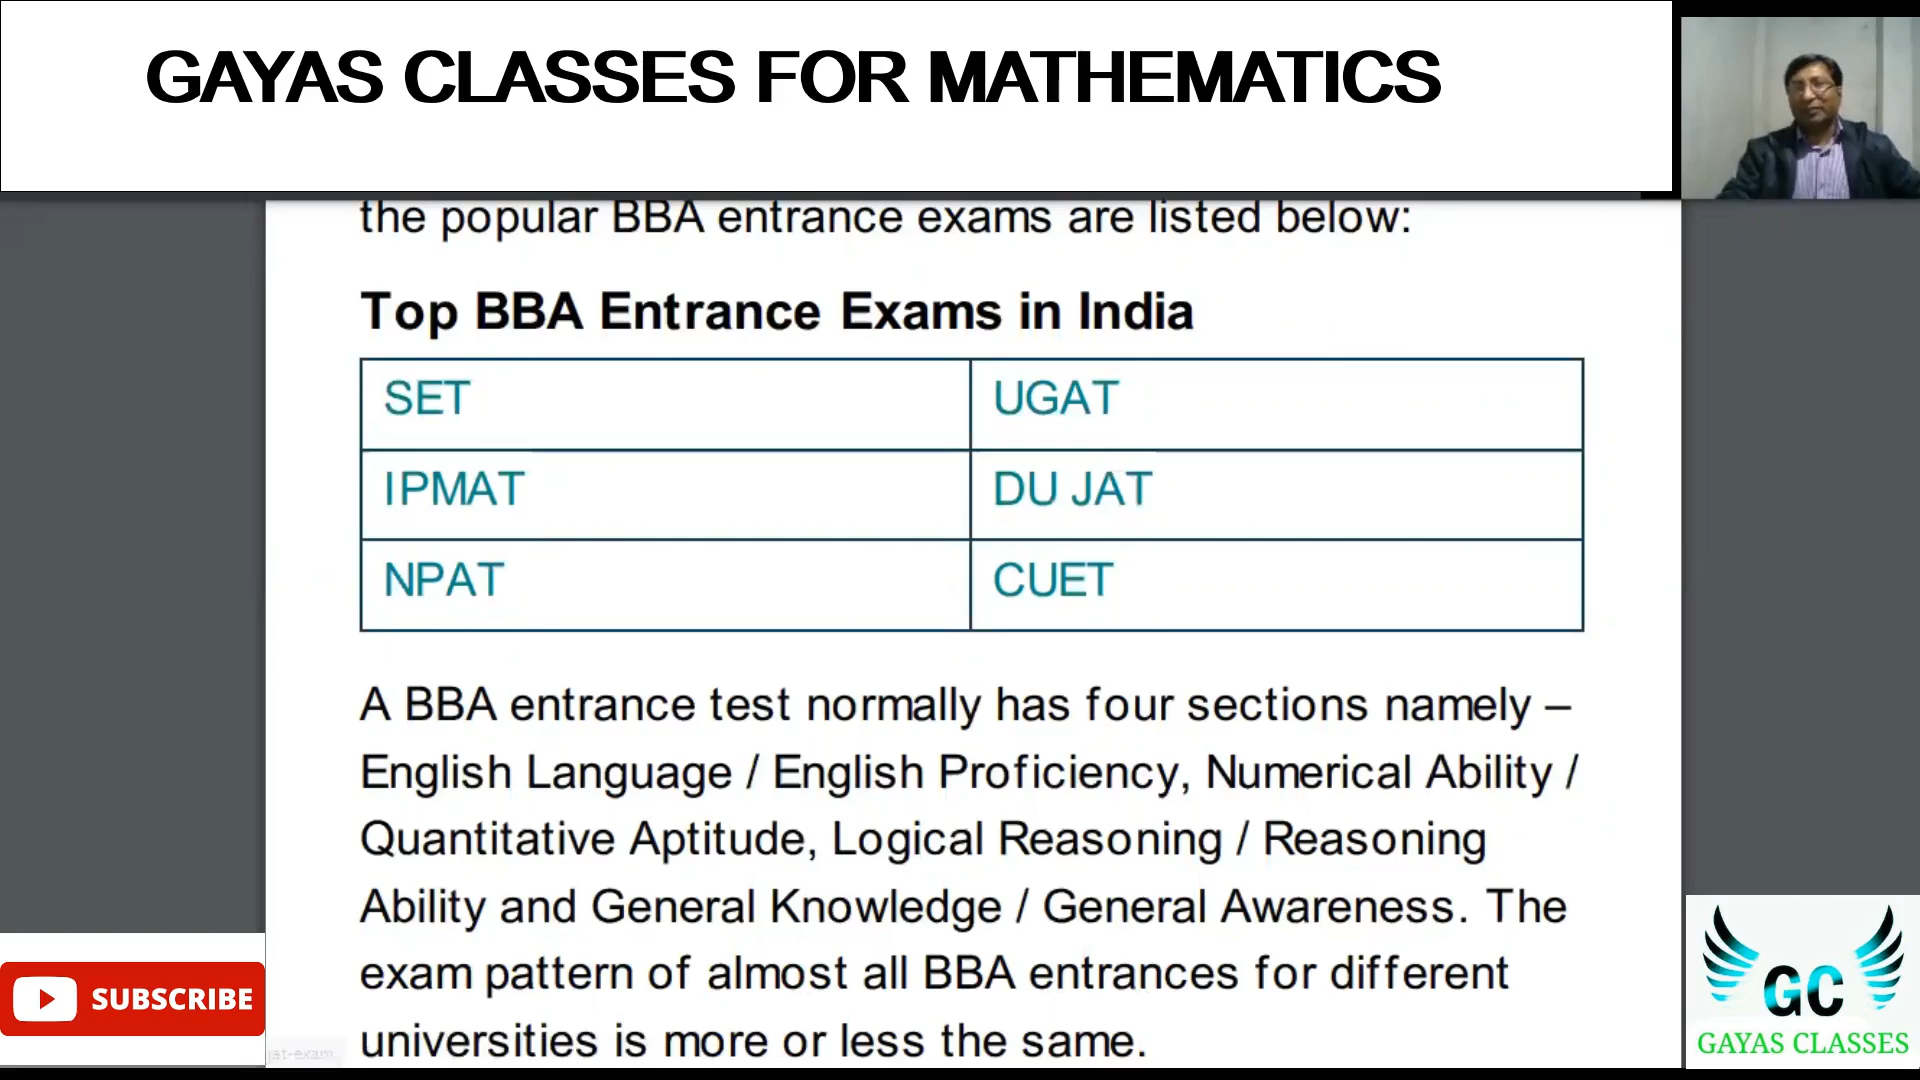 GAYAS CLASSES FOR MATHEMATICS
the popular BBA entrance exams are listed below:
Top BBA Entrance Exams in India
SET
UGAT
IPMAT
DU JAT
NPAT
CUET
A BBA entrance test normally has four sections namely –
English Language / English Proficiency, Numerical Ability /
Quantitative Aptitude, Logical Reasoning / Reasoning
Ability and General Knowledge / General Awareness. The
exam pattern of almost all BBA entrances for different
universities is more or less the same.
SUBSCRIBE
jat-exam
GC
GAYAS CLASSES